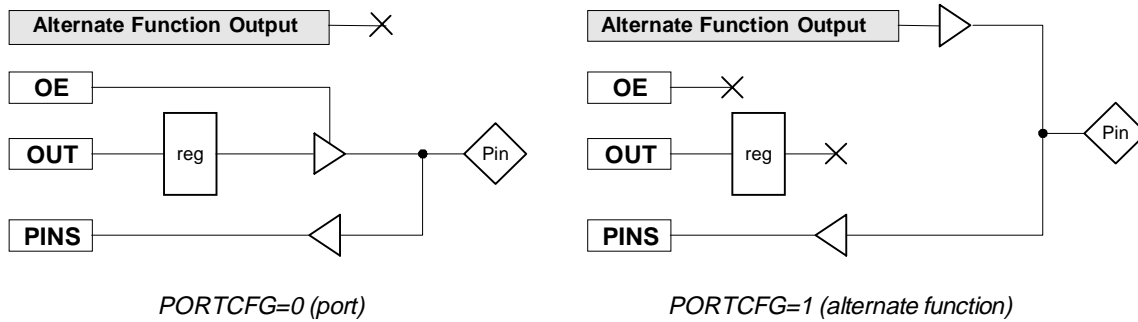 Alternate Function Output
OE
OUT
reg
Pin
PINS
PORTCFG=0 (port)
Alternate Function Output
OE
OUT
reg
Pin
PINS
PORTCFG=1 (alternate function)